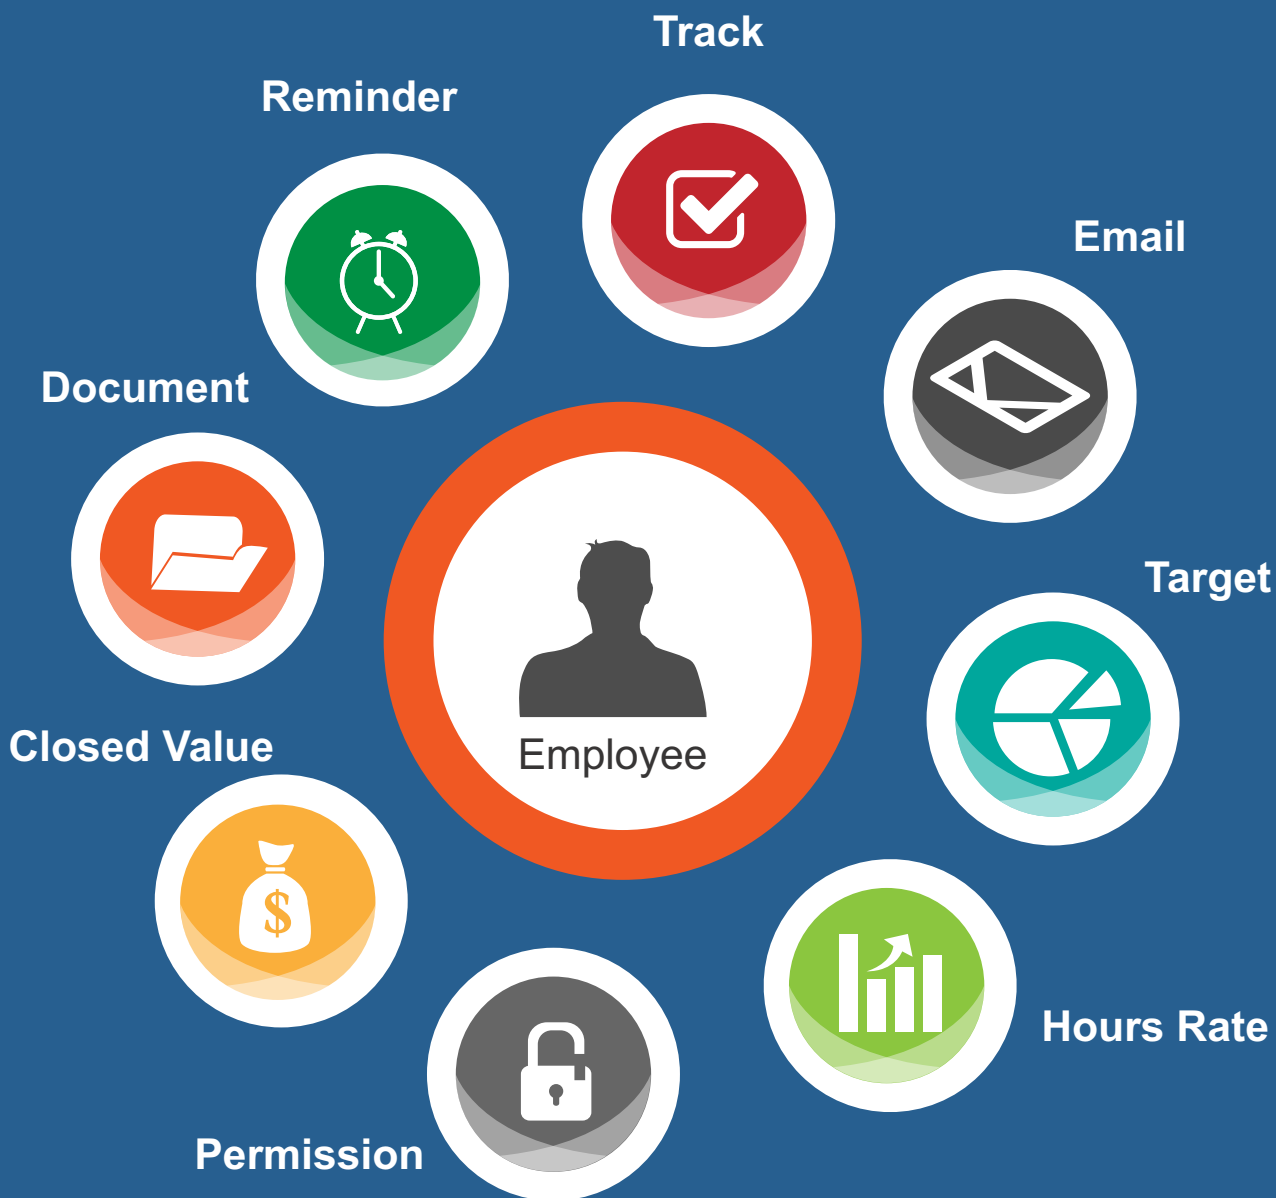 Track
Reminder
Email
Document
Target
Employee
Closed Value
$
Hours Rate
Permission